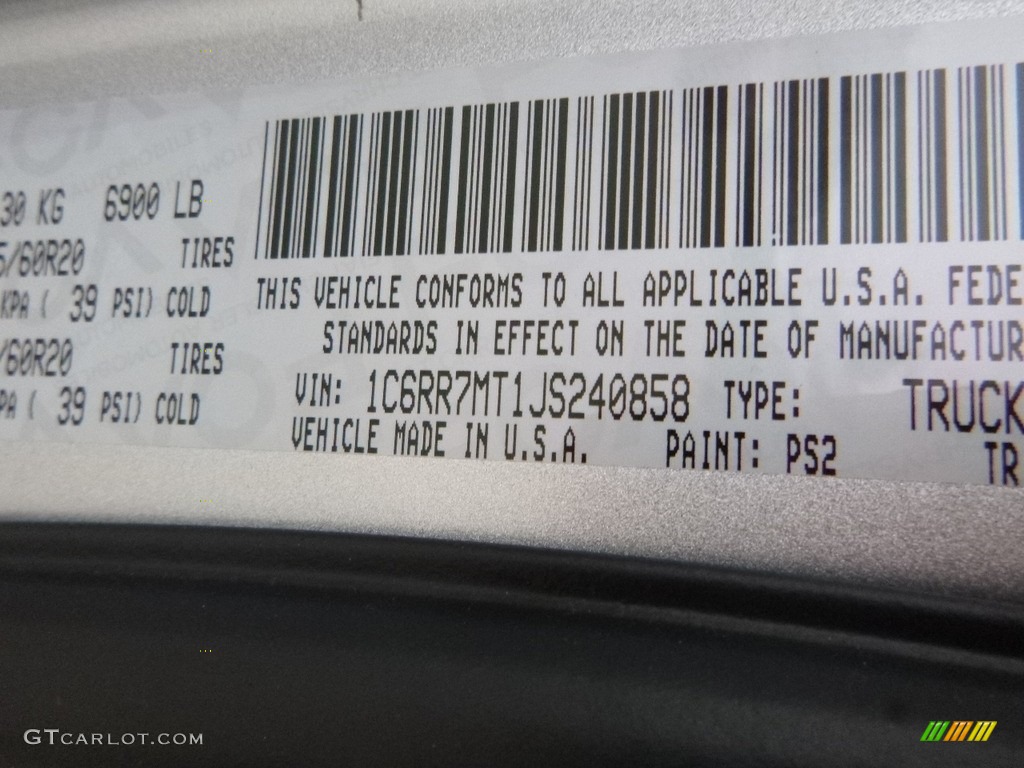 30 KG 6900 LB
5/60R20 TIRES
KPA ( 39 PSI) COLD
/60R20 TIRES
PA ( 39 PSI) COLD
THIS VEHICLE CONFORMS TO ALL APPLICABLE U.S.A. FEDE
STANDARDS IN EFFECT ON THE DATE OF MANUFACTUR
VIN: 1C6RR7MT1JS240858 TYPE: TRUCK
VEHICLE MADE IN U.S.A. PAINT: PS2 TR
GTCARLOT.COM